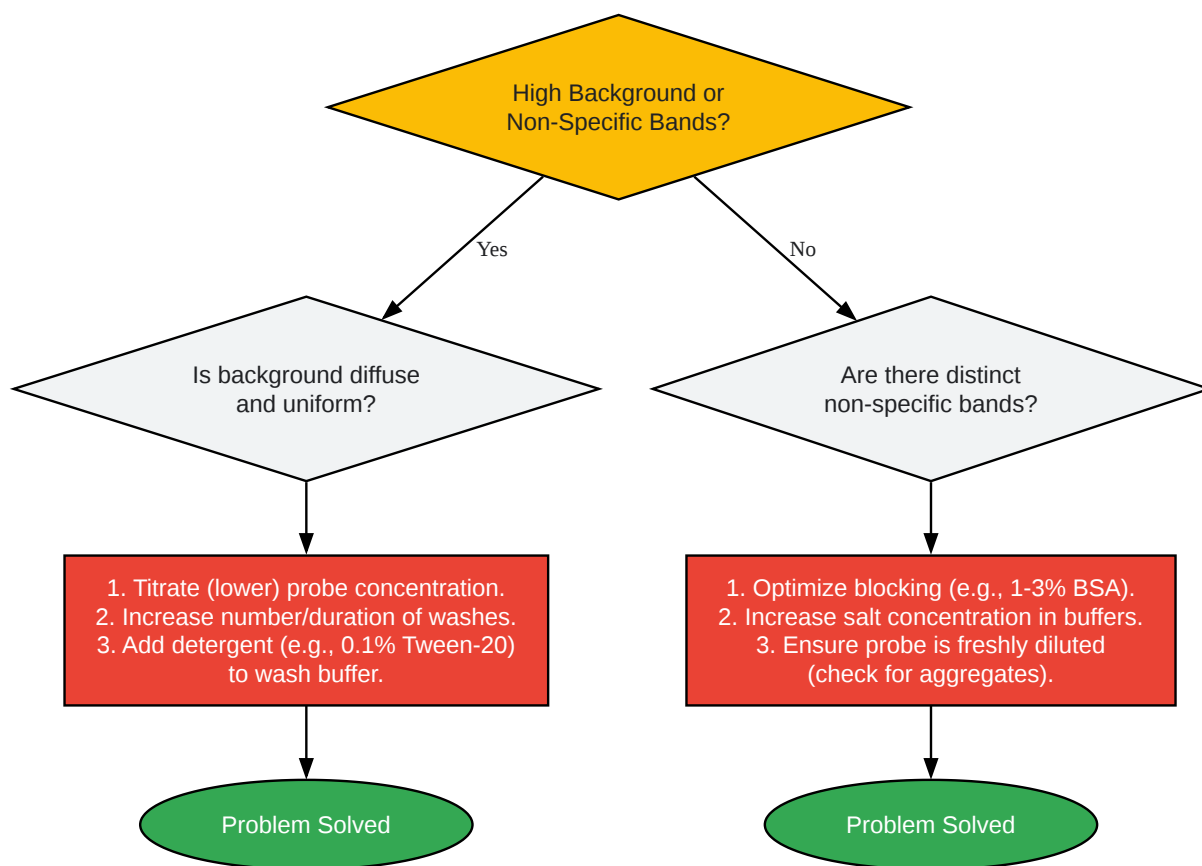 High Background or
Non-Specific Bands?
Yes
No
Is background diffuse
and uniform?
Are there distinct
non-specific bands?
1. Titrate (lower) probe concentration.
2. Increase number/duration of washes.
3. Add detergent (e.g., 0.1% Tween-20)
to wash buffer.
1. Optimize blocking (e.g., 1-3% BSA).
2. Increase salt concentration in buffers.
3. Ensure probe is freshly diluted
(check for aggregates).
Problem Solved
Problem Solved